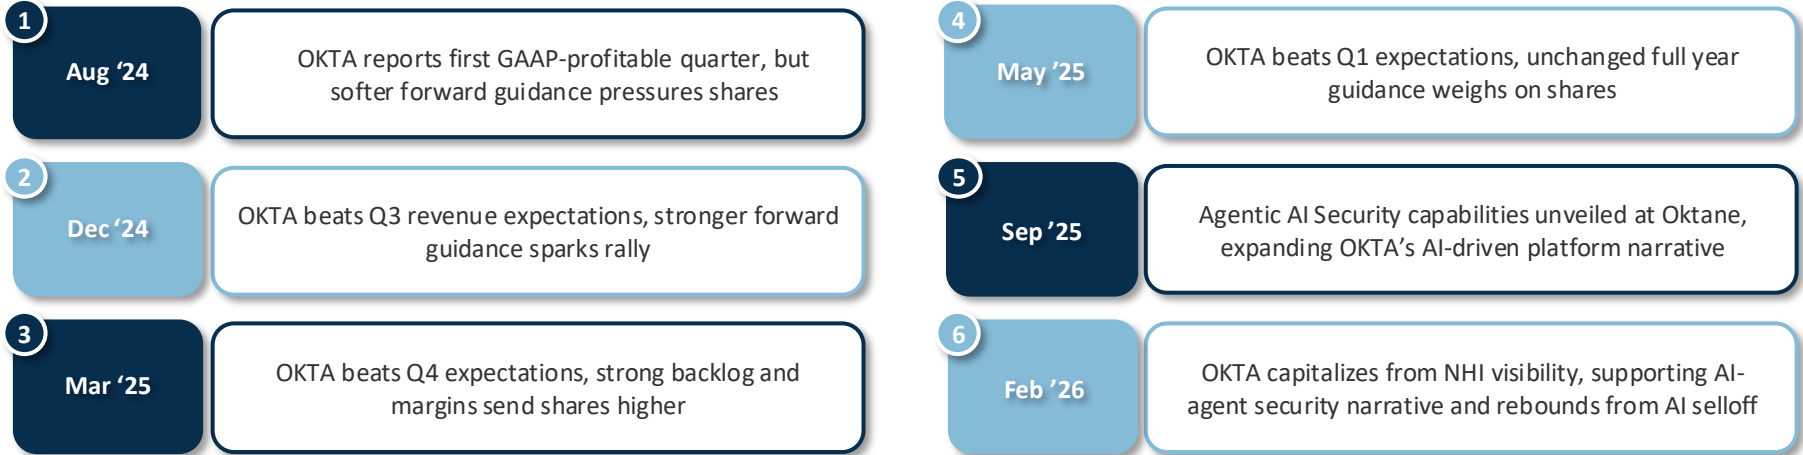 1
Aug ‘24
OKTA reports first GAAP-profitable quarter, but
softer forward guidance pressures shares
2
Dec ‘24
OKTA beats Q3 revenue expectations, stronger forward
guidance sparks rally
3
Mar ‘25
OKTA beats Q4 expectations, strong backlog and
margins send shares higher
4
May ’25
OKTA beats Q1 expectations, unchanged full year
guidance weighs on shares
5
Sep ’25
Agentic AI Security capabilities unveiled at Oktane,
expanding OKTA’s AI-driven platform narrative
6
Feb ’26
OKTA capitalizes from NHI visibility, supporting AI-
agent security narrative and rebounds from AI selloff